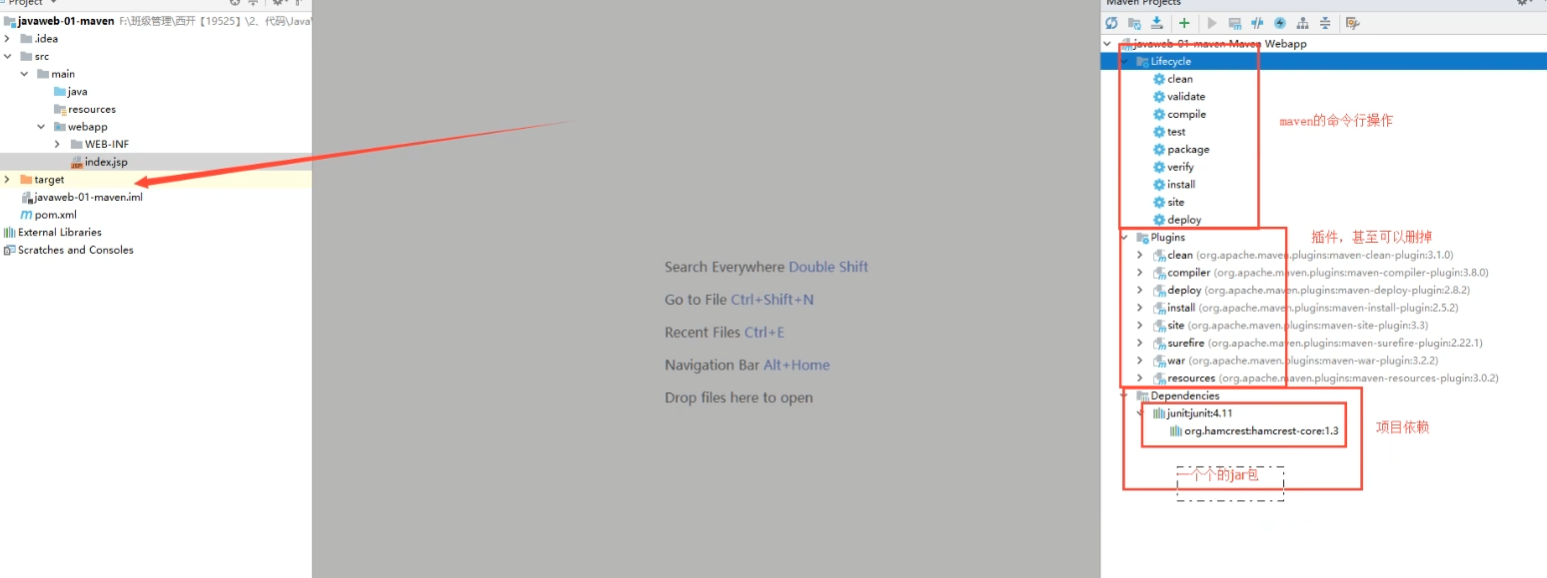 Project
javaweb-01-maven F:\班级管理\西开【19525】\2、代码\Java\
.idea
src
main
java
resources
webapp
WEB-INF
index.jsp
target
javaweb-01-maven.iml
pom.xml
External Libraries
Scratches and Consoles
Search Everywhere Double Shift
Go to File Ctrl+Shift+N
Recent Files Ctrl+E
Navigation Bar Alt+Home
Drop files here to open
Maven Projects
javaweb-01-maven Maven Webapp
Lifecycle
clean
validate
compile
test
package
verify
install
site
deploy
maven的命令行操作
Plugins
插件，甚至可以删掉
clean (org.apache.maven.plugins:maven-clean-plugin:3.1.0)
compiler (org.apache.maven.plugins:maven-compiler-plugin:3.8.0)
deploy (org.apache.maven.plugins:maven-deploy-plugin:2.8.2)
install (org.apache.maven.plugins:maven-install-plugin:2.5.2)
site (org.apache.maven.plugins:maven-site-plugin:3.3)
surefire (org.apache.maven.plugins:maven-surefire-plugin:2.22.1)
war (org.apache.maven.plugins:maven-war-plugin:3.2.2)
resources (org.apache.maven.plugins:maven-resources-plugin:3.0.2)
Dependencies
junit:junit:4.11
org.hamcrest:hamcrest-core:1.3
项目依赖
一个个的jar包